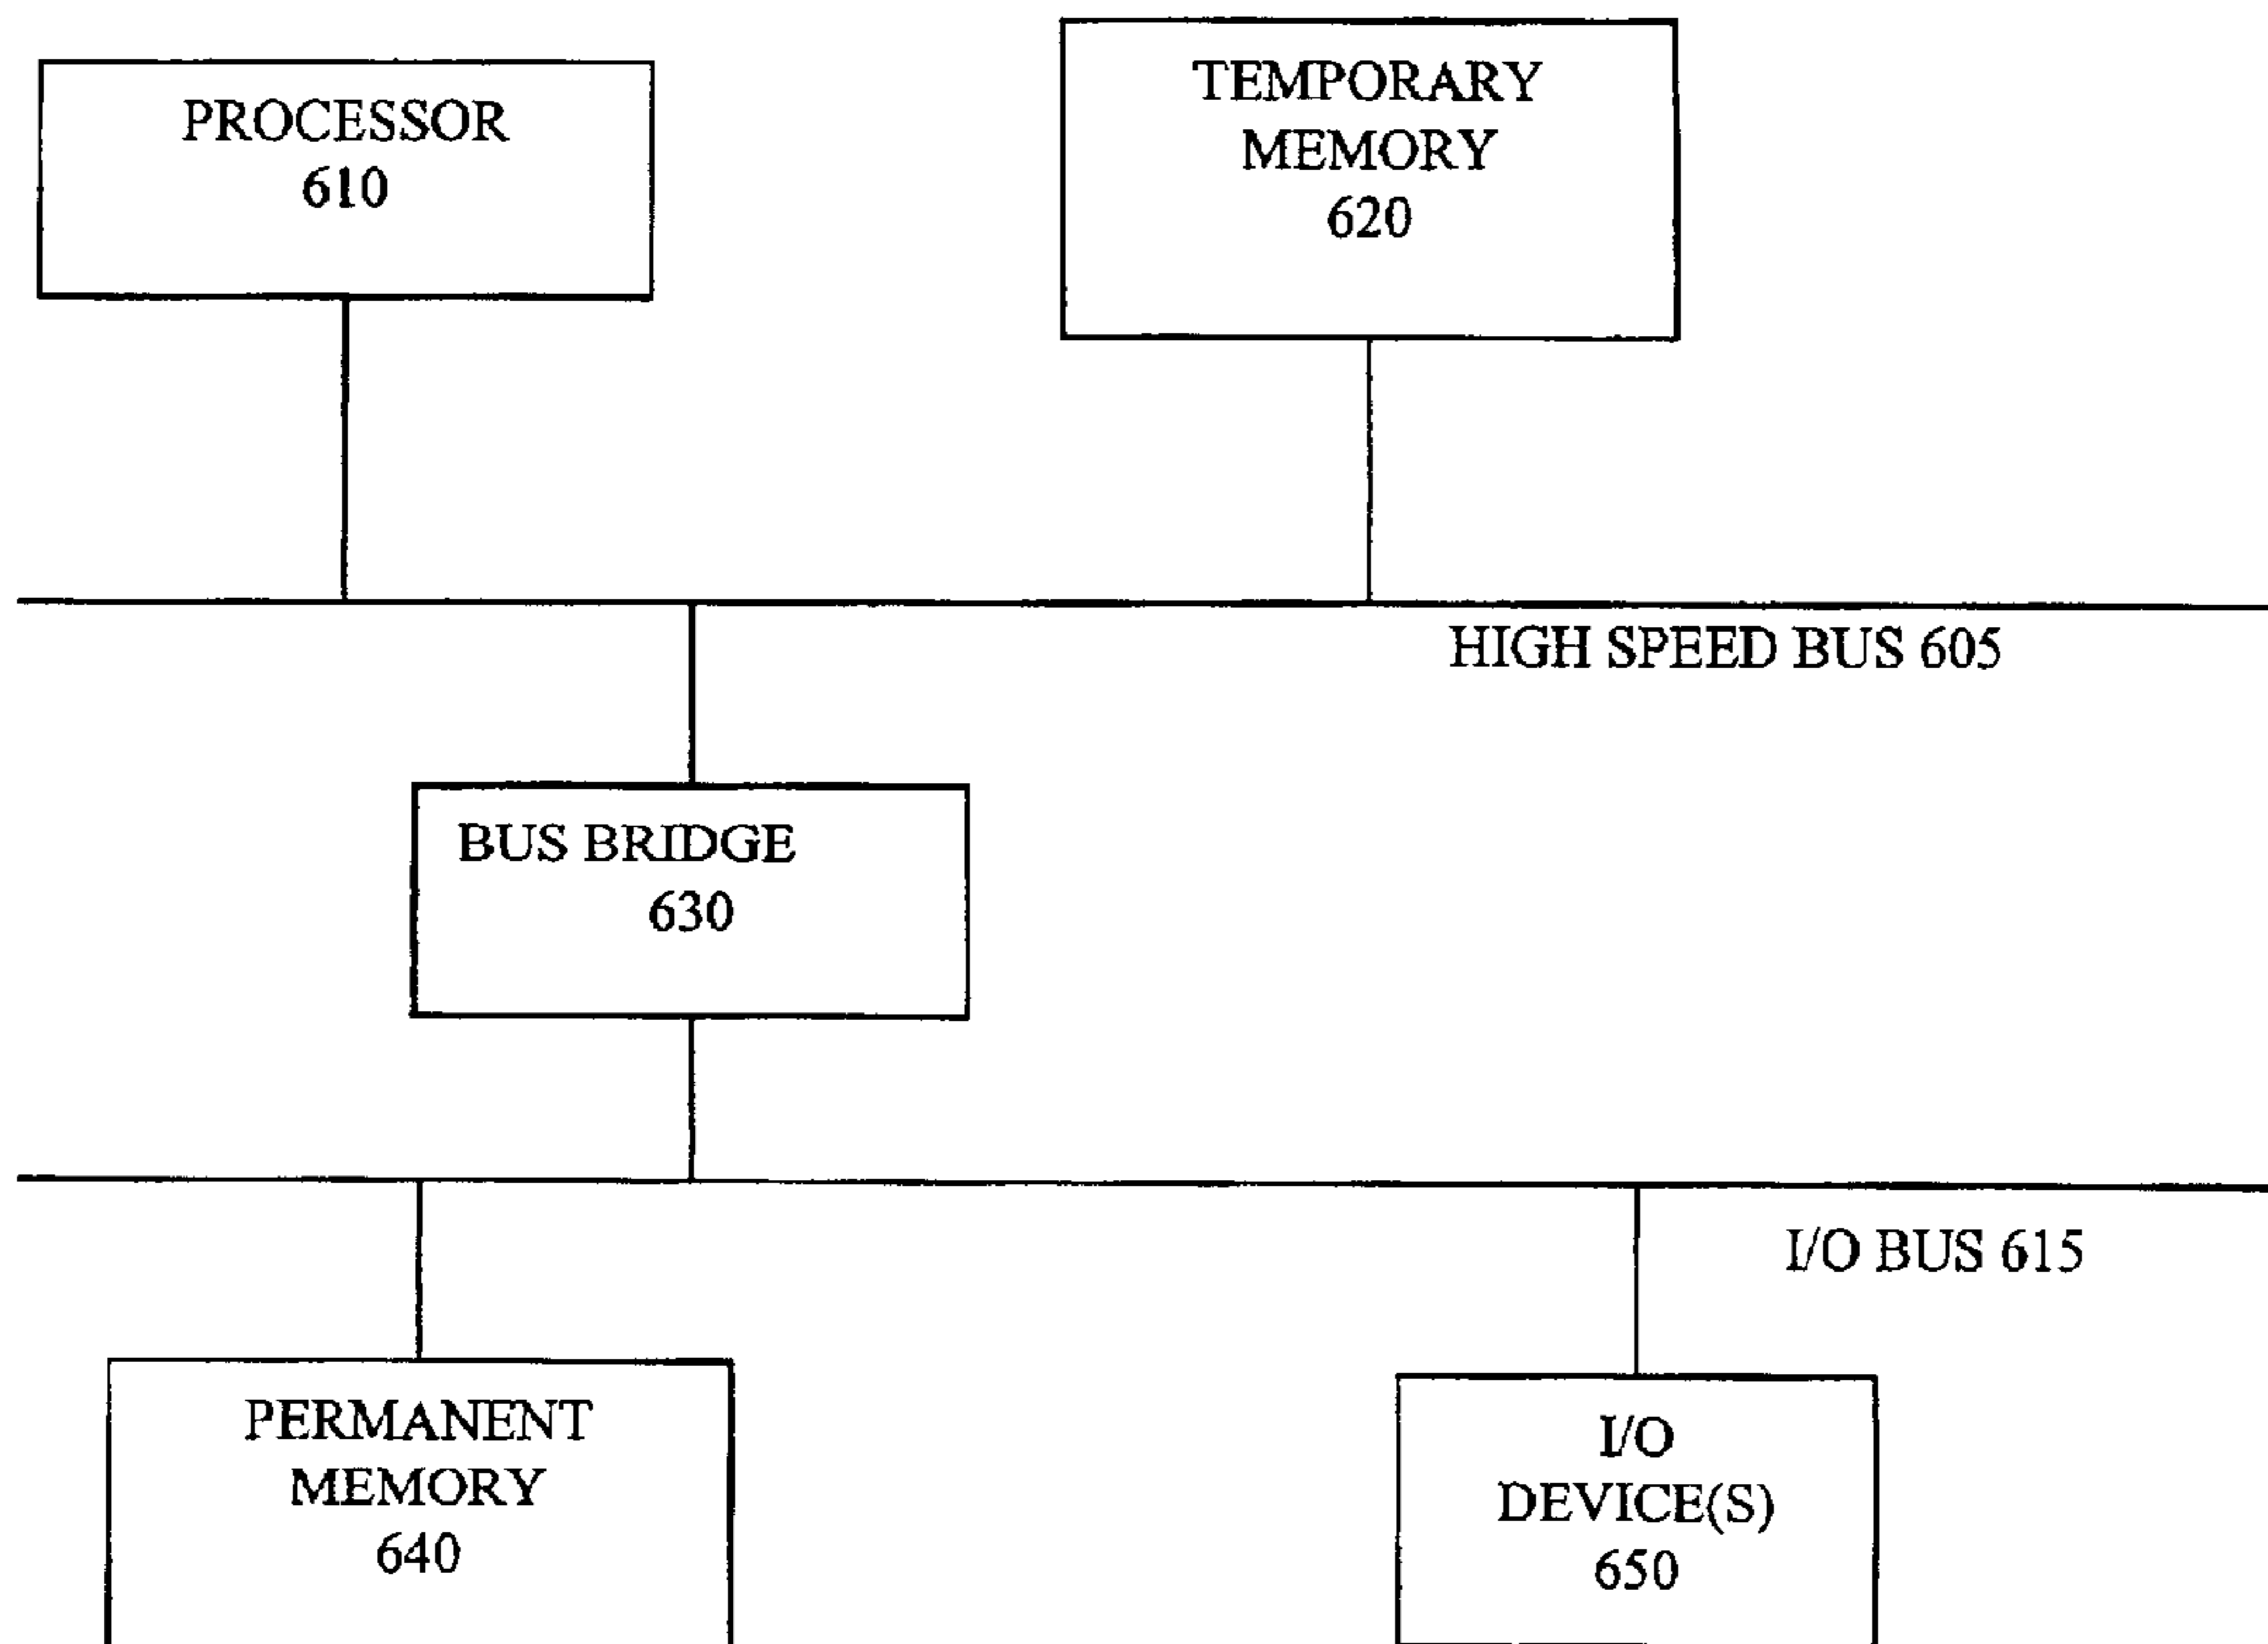 PROCESSOR
610
TEMPORARY
MEMORY
620
HIGH SPEED BUS 605
BUS BRIDGE
630
I/O BUS 615
PERMANENT
MEMORY
640
I/O
DEVICE(S)
650